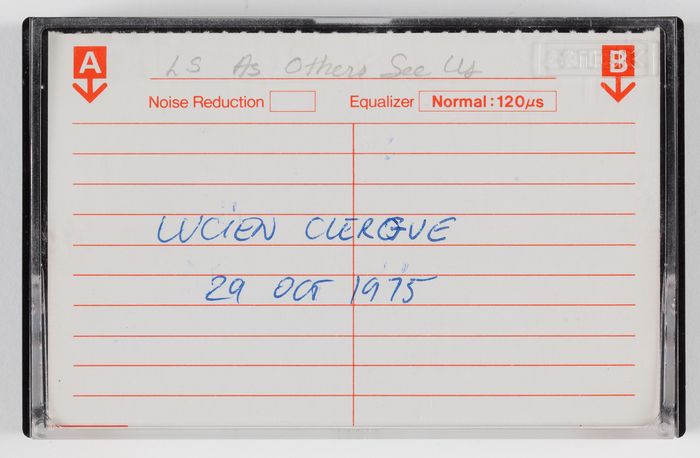 A LS As Others See Us B
Noise Reduction Equalizer Normal:120μs
LUCIEN CLERGUE
29 OCT 1975